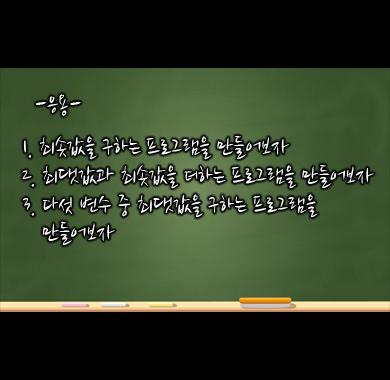 -응용-
1. 최솟값을 구하는 프로그램을 만들어보자
2. 최댓값과 최솟값을 더하는 프로그램을 만들어보자
3. 다섯 변수 중 최댓값을 구하는 프로그램을
만들어보자